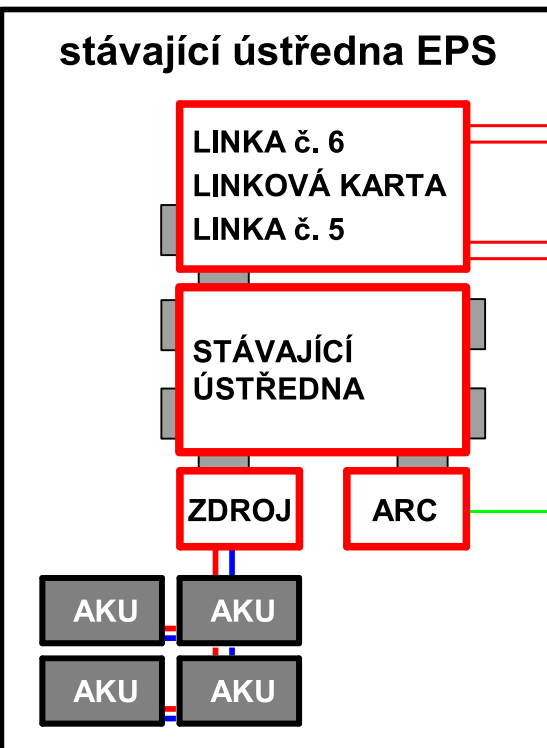 stávající ústředna EPS
LINKA č. 6
LINKOVÁ KARTA
LINKA č. 5
STÁVAJÍCÍ
ÚSTŘEDNA
ZDROJ
ARC
AKU
AKU
AKU
AKU